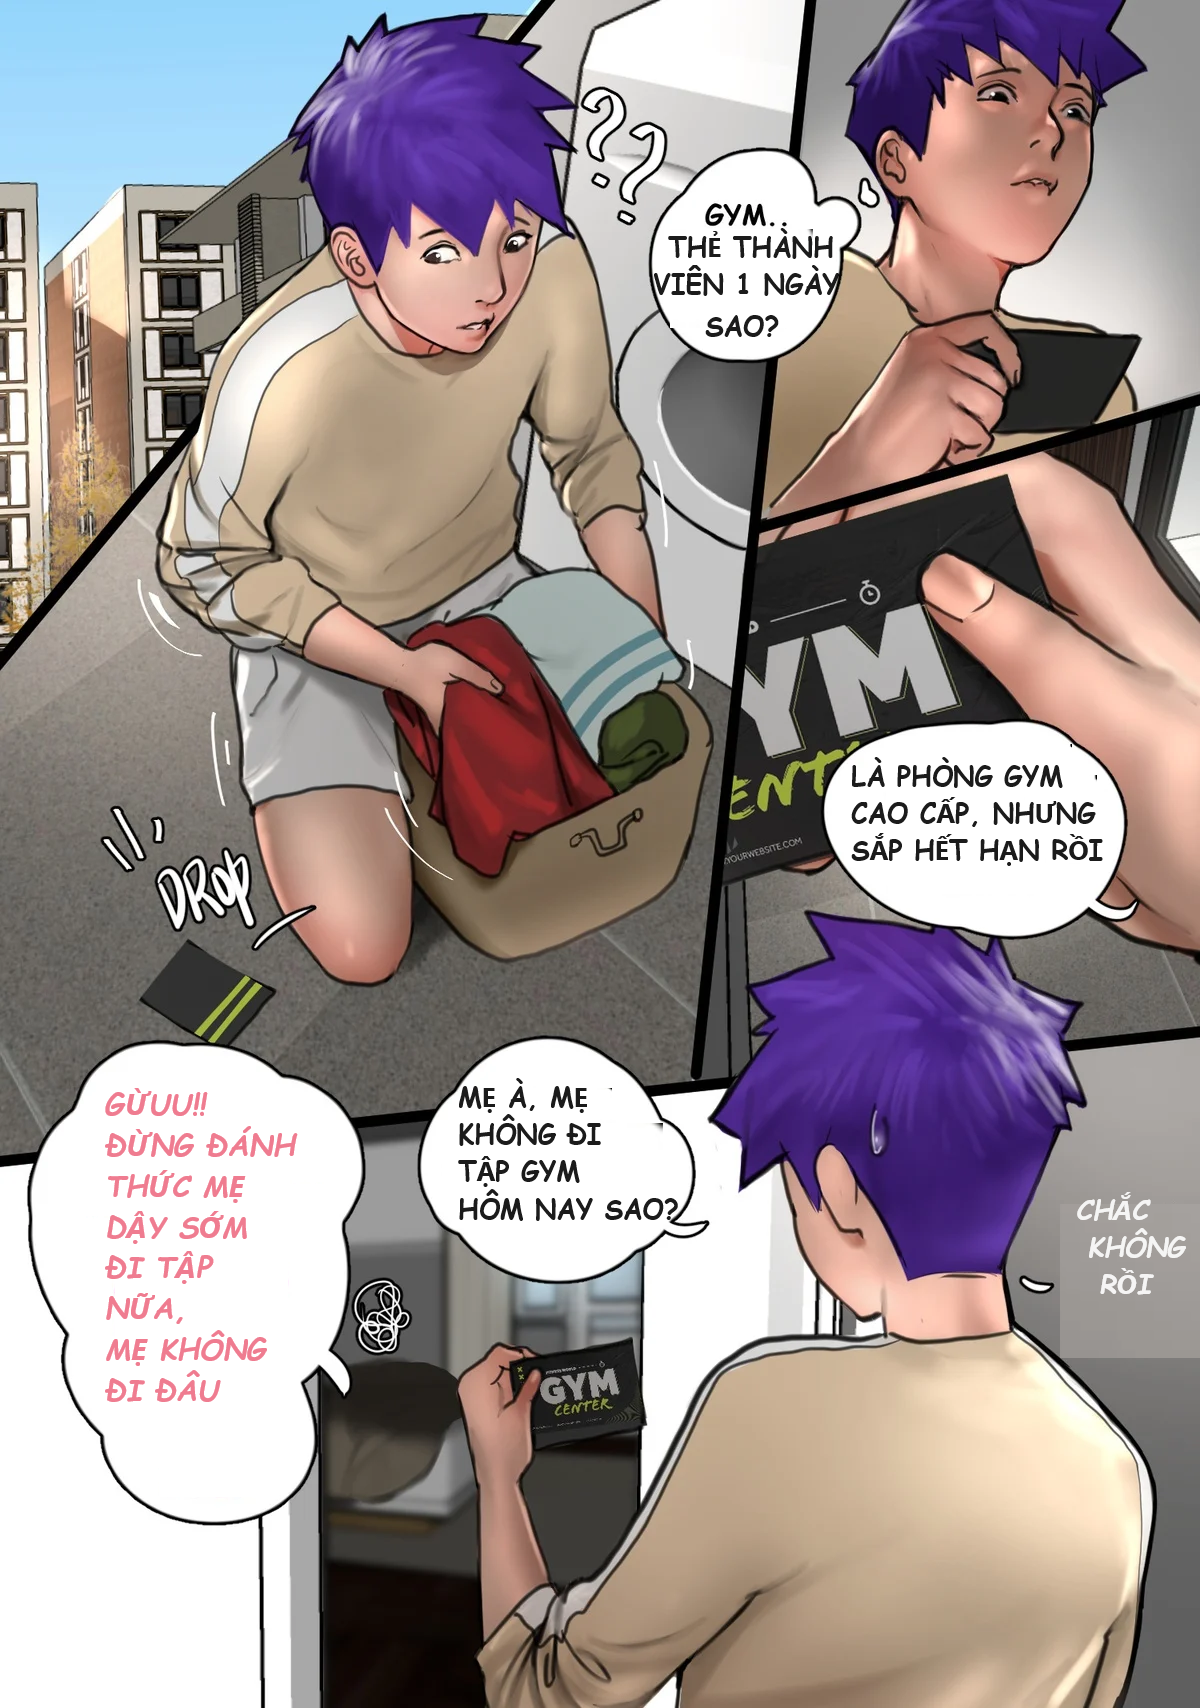 ??
GYM..
THẺ THÀNH
VIÊN 1 NGÀY
SAO?
DROP
YM
CENTER
YOURWEBSITE.COM
LÀ PHÒNG GYM
CAO CẤP, NHƯNG
SẮP HẾT HẠN RỒI
MẸ À, MẸ
KHÔNG ĐI
TẬP GYM
HÔM NAY SAO?
GỪUU!!
ĐỪNG ĐÁNH
THỨC MẸ
DẬY SỚM
ĐI TẬP
NỮA,
MẸ KHÔNG
ĐI ĐÂU
GYM
CENTER
CHẮC
KHÔNG
RỒI